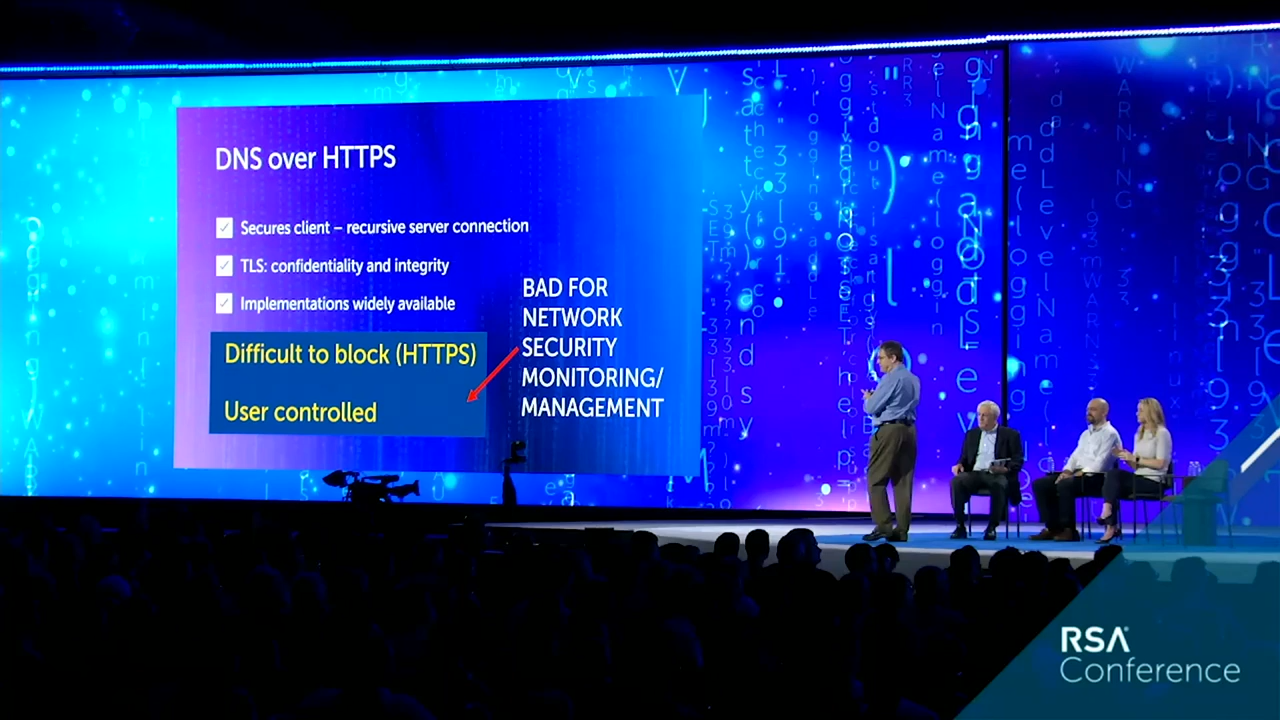 DNS over HTTPS
Secures client – recursive server connection
TLS: confidentiality and integrity
Implementations widely available
Difficult to block (HTTPS)
User controlled
BAD FOR
NETWORK
SECURITY
MONITORING/
MANAGEMENT
WARNING
RSA
Conference